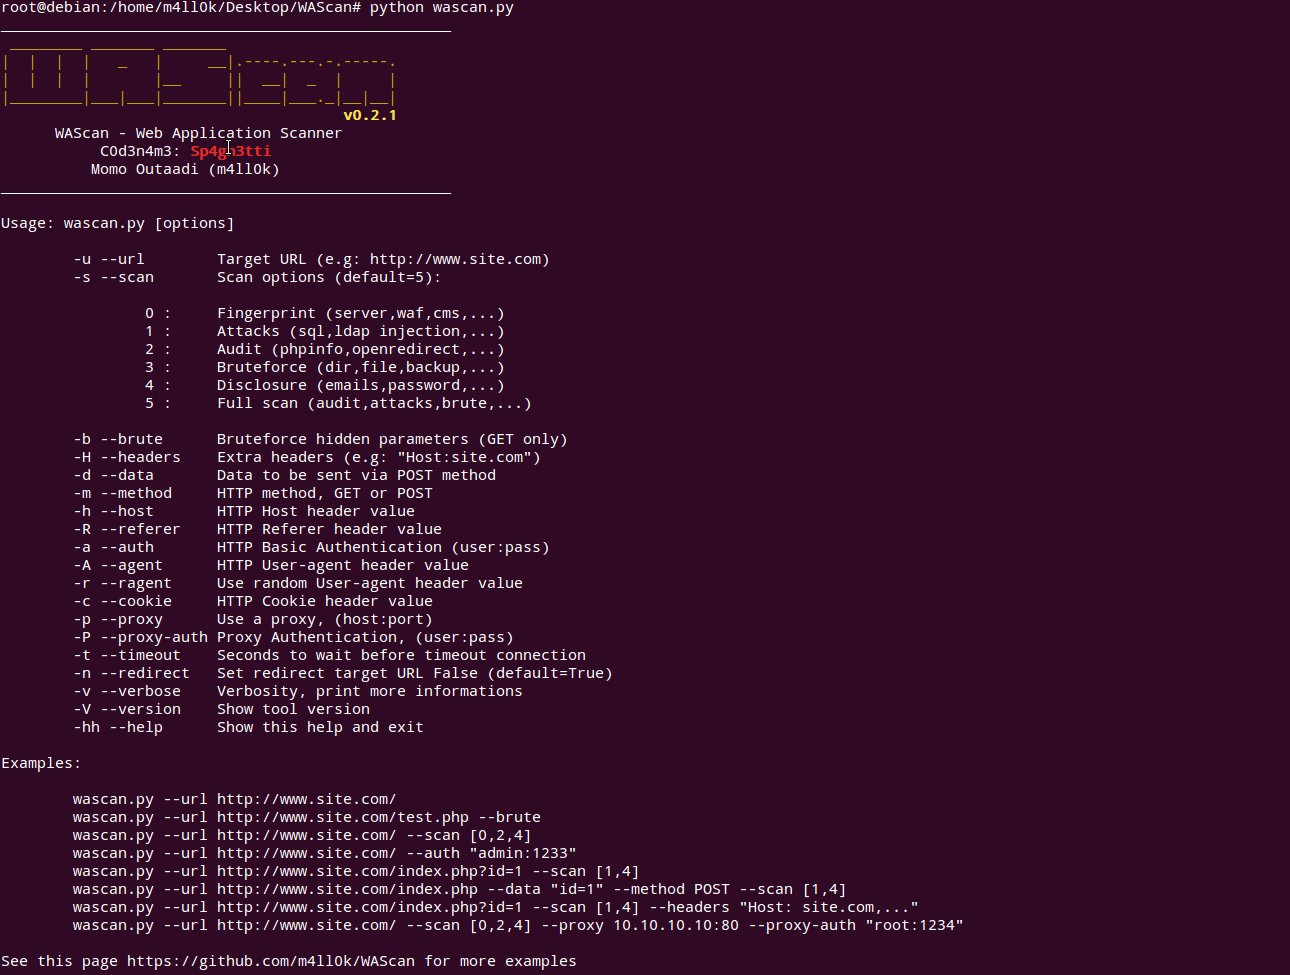 root@debian:/home/m4ll0k/Desktop/WAScan# python wascan.py
WAScan
v0.2.1
WAScan - Web Application Scanner
C0d3n4m3: Sp4gh3tti
Momo Outaadi (m4ll0k)
Usage: wascan.py [options]
-u --url Target URL (e.g: http://www.site.com)
-s --scan Scan options (default=5):
0 : Fingerprint (server,waf,cms,...)
1 : Attacks (sql,ldap injection,...)
2 : Audit (phpinfo,openredirect,...)
3 : Bruteforce (dir,file,backup,...)
4 : Disclosure (emails,password,...)
5 : Full scan (audit,attacks,brute,...)
-b --brute Bruteforce hidden parameters (GET only)
-H --headers Extra headers (e.g: "Host:site.com")
-d --data Data to be sent via POST method
-m --method HTTP method, GET or POST
-h --host HTTP Host header value
-R --referer HTTP Referer header value
-a --auth HTTP Basic Authentication (user:pass)
-A --agent HTTP User-agent header value
-r --ragent Use random User-agent header value
-c --cookie HTTP Cookie header value
-p --proxy Use a proxy, (host:port)
-P --proxy-auth Proxy Authentication, (user:pass)
-t --timeout Seconds to wait before timeout connection
-n --redirect Set redirect target URL False (default=True)
-v --verbose Verbosity, print more informations
-V --version Show tool version
-hh --help Show this help and exit
Examples:
wascan.py --url http://www.site.com/
wascan.py --url http://www.site.com/test.php --brute
wascan.py --url http://www.site.com/ --scan [0,2,4]
wascan.py --url http://www.site.com/ --auth "admin:1233"
wascan.py --url http://www.site.com/index.php?id=1 --scan [1,4]
wascan.py --url http://www.site.com/index.php --data "id=1" --method POST --scan [1,4]
wascan.py --url http://www.site.com/index.php?id=1 --scan [1,4] --headers "Host: site.com,..."
wascan.py --url http://www.site.com/ --scan [0,2,4] --proxy 10.10.10.10:80 --proxy-auth "root:1234"
See this page https://github.com/m4ll0k/WAScan for more examples